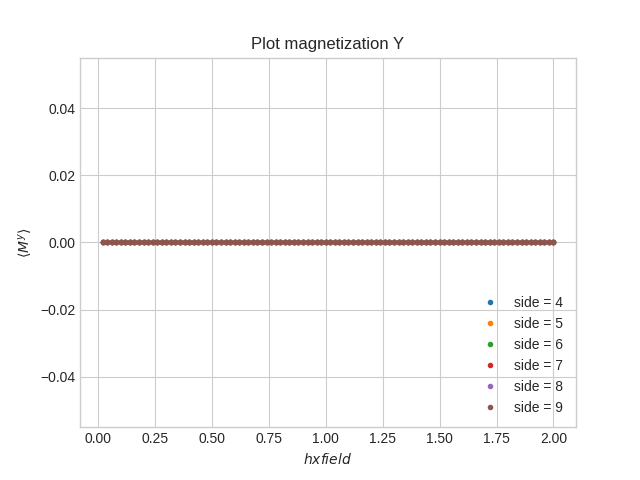 Plot magnetization Y
0.04
0.02
0.00
−0.02
−0.04
⟨M^y⟩
side = 4
side = 5
side = 6
side = 7
side = 8
side = 9
0.00 0.25 0.50 0.75 1.00 1.25 1.50 1.75 2.00
hxfield